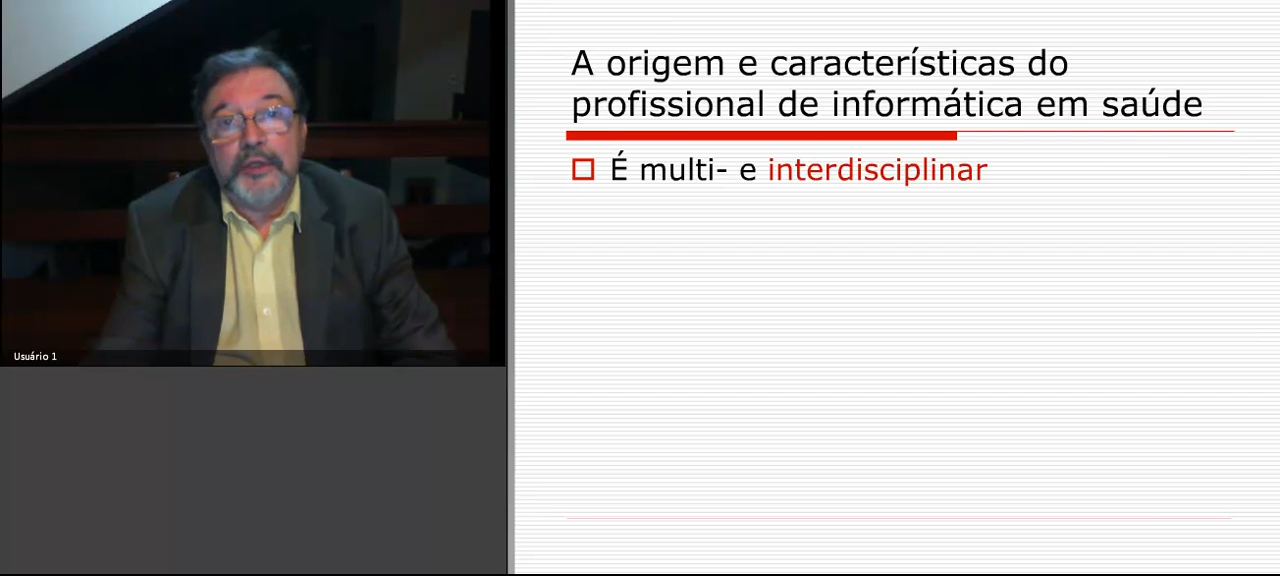 A origem e características do
profissional de informática em saúde
É multi- e interdisciplinar
Usuário 1